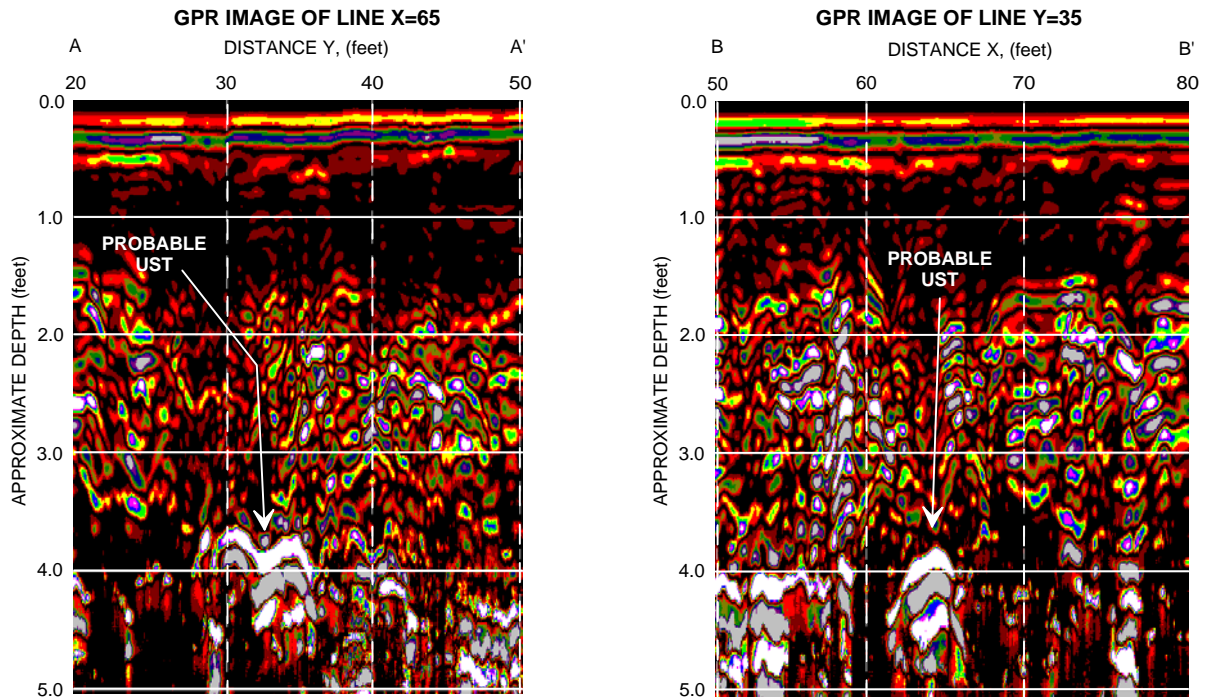 GPR IMAGE OF LINE X=65
A
DISTANCE Y, (feet)
A'
20
30
40
50
0.0
1.0
2.0
3.0
4.0
5.0
APPROXIMATE DEPTH (feet)
PROBABLE
UST
GPR IMAGE OF LINE Y=35
B
DISTANCE X, (feet)
B'
50
60
70
80
0.0
1.0
2.0
3.0
4.0
5.0
APPROXIMATE DEPTH (feet)
PROBABLE
UST